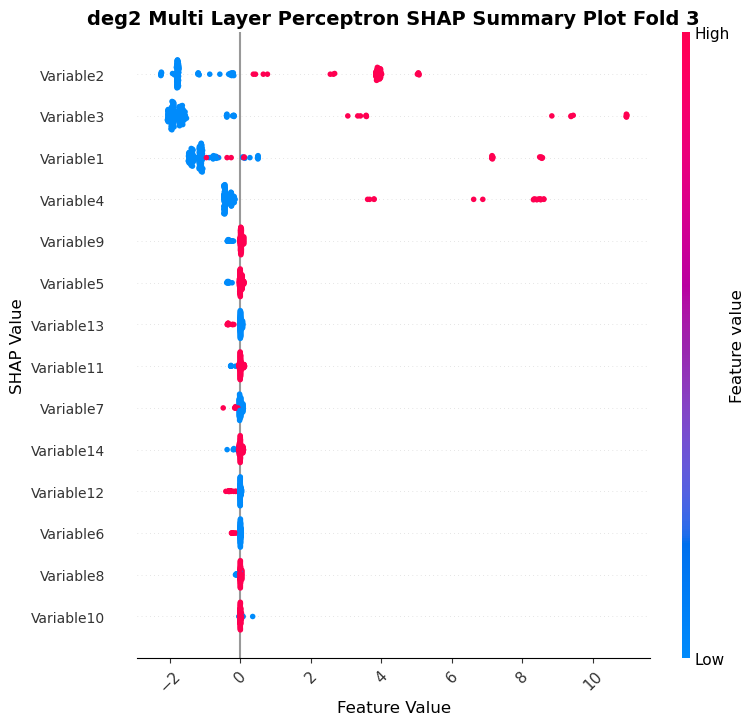 deg2 Multi Layer Perceptron SHAP Summary Plot Fold 3
High
Variable2
Variable3
Variable1
Variable4
Variable9
Variable5
Variable13
Variable11
Variable7
Variable14
Variable12
Variable6
Variable8
Variable10
SHAP Value
Feature value
Low
−2
0
2
4
6
8
10
Feature Value